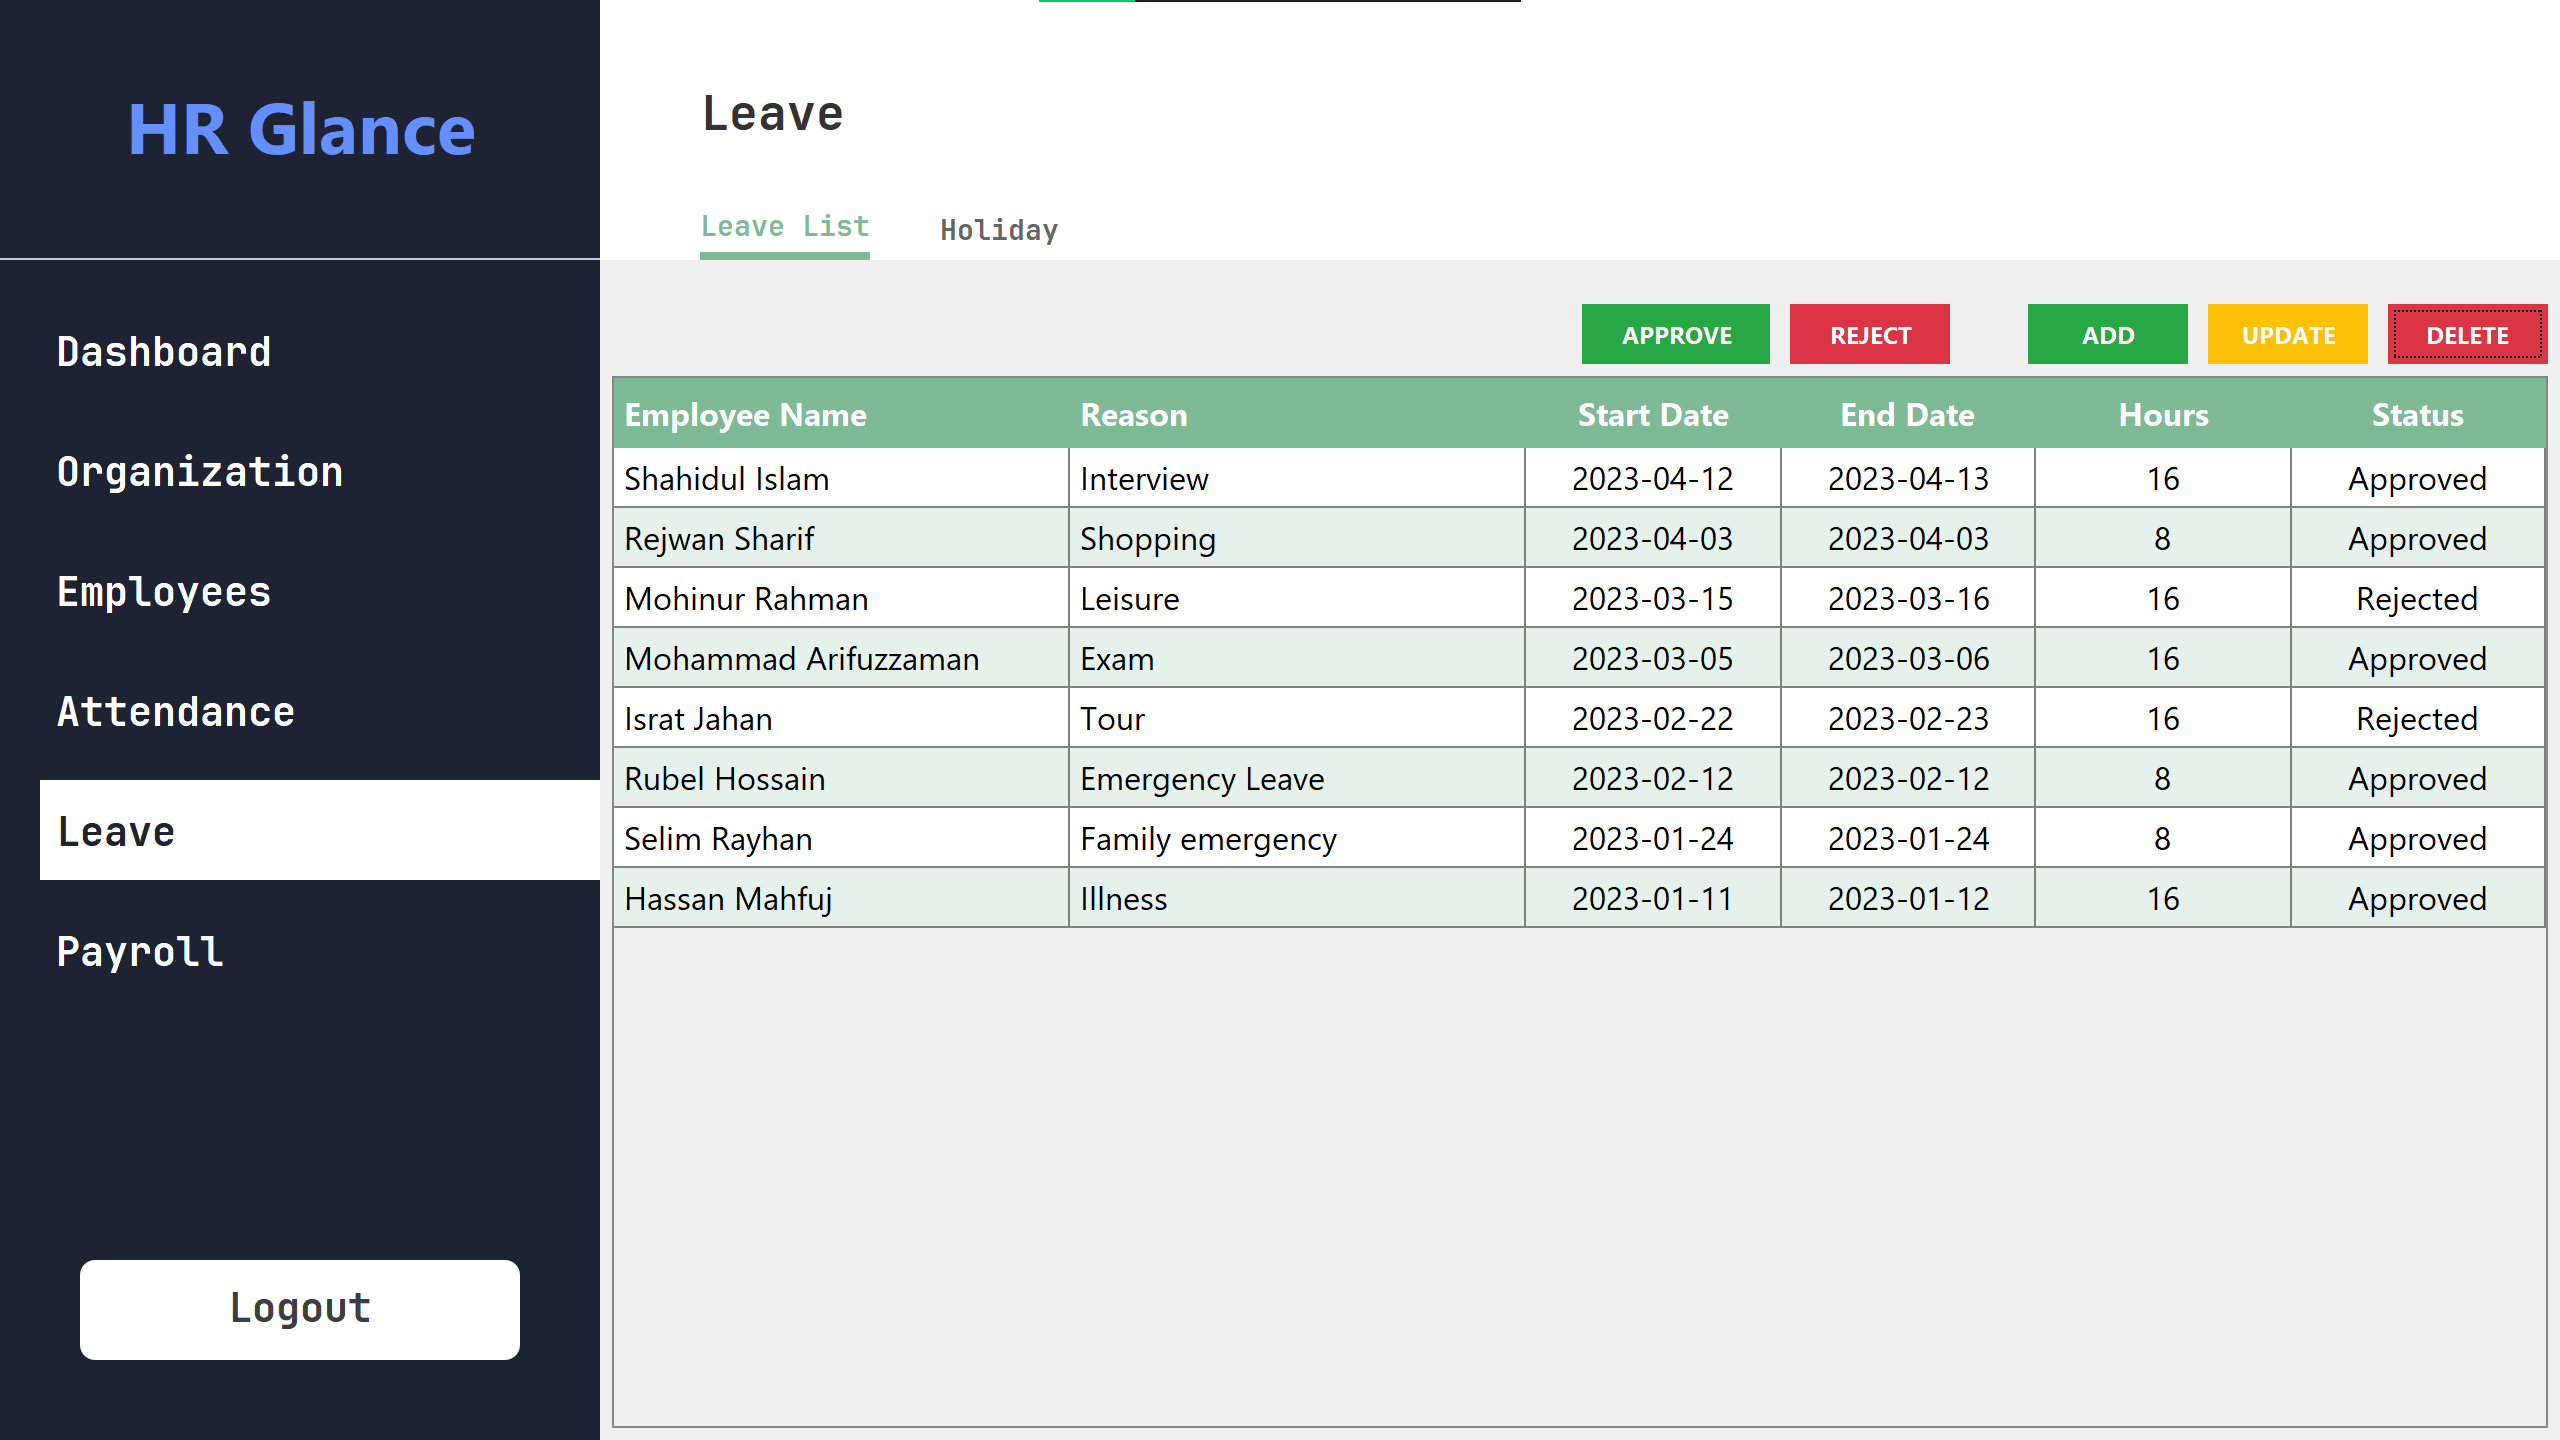 HR Glance
Dashboard
Organization
Employees
Attendance
Leave
Payroll
Logout
Leave
Leave List Holiday
APPROVE REJECT ADD UPDATE DELETE
Employee Name Reason Start Date End Date Hours Status
Shahidul Islam Interview 2023-04-12 2023-04-13 16 Approved
Rejwan Sharif Shopping 2023-04-03 2023-04-03 8 Approved
Mohinur Rahman Leisure 2023-03-15 2023-03-16 16 Rejected
Mohammad Arifuzzaman Exam 2023-03-05 2023-03-06 16 Approved
Israt Jahan Tour 2023-02-22 2023-02-23 16 Rejected
Rubel Hossain Emergency Leave 2023-02-12 2023-02-12 8 Approved
Selim Rayhan Family emergency 2023-01-24 2023-01-24 8 Approved
Hassan Mahfuj Illness 2023-01-11 2023-01-12 16 Approved